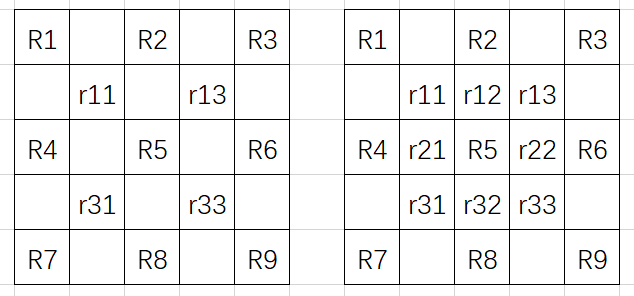 R1 R2 R3 R1 R2 R3
r11 r13 r11 r12 r13
R4 R5 R6 R4 r21 R5 r22 R6
r31 r33 r31 r32 r33
R7 R8 R9 R7 R8 R9